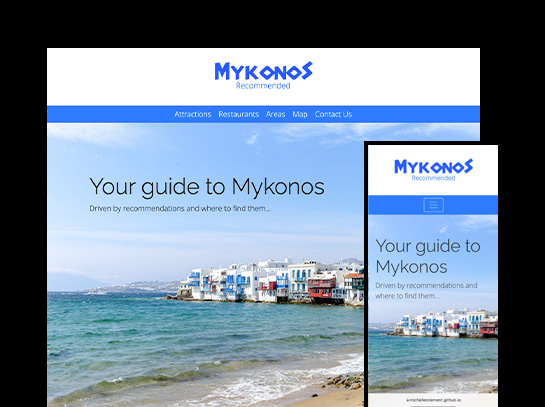 MYKONOS
Recommended
Attractions Restaurants Areas Map Contact Us
Your guide to Mykonos
Driven by recommendations and where to find them...
MYKONOS
Recommended
Your guide to
Mykonos
Driven by recommendations and
where to find them...
michelleclement.github.io